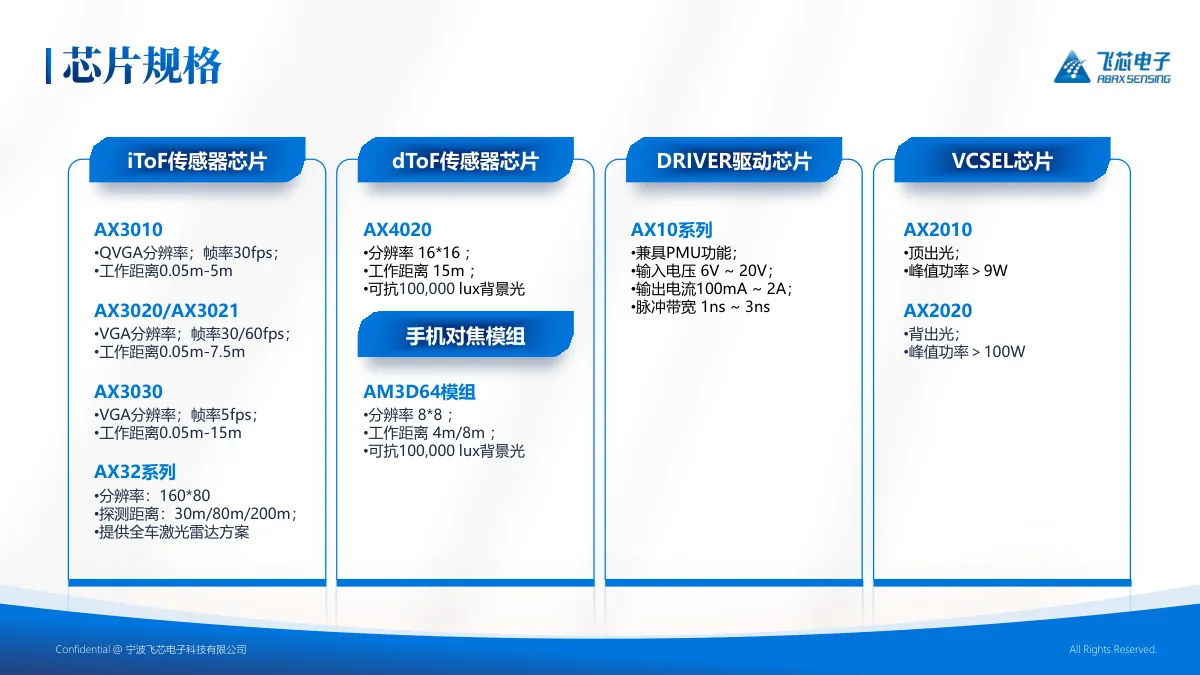 芯片规格
飞芯电子
ABAX SENSING
iToF传感器芯片
AX3010
•QVGA分辨率；帧率30fps；
•工作距离0.05m-5m
AX3020/AX3021
•VGA分辨率；帧率30/60fps；
•工作距离0.05m-7.5m
AX3030
•VGA分辨率；帧率5fps；
•工作距离0.05m-15m
AX32系列
•分辨率：160*80
•探测距离：30m/80m/200m；
•提供全车激光雷达方案
dToF传感器芯片
AX4020
•分辨率 16*16 ；
•工作距离 15m ；
•可抗100,000 lux背景光
手机对焦模组
AM3D64模组
•分辨率 8*8 ；
•工作距离 4m/8m ；
•可抗100,000 lux背景光
DRIVER驱动芯片
AX10系列
•兼具PMU功能；
•输入电压 6V ~ 20V；
•输出电流100mA ~ 2A；
•脉冲带宽 1ns ~ 3ns
VCSEL芯片
AX2010
•顶出光；
•峰值功率＞9W
AX2020
•背出光；
•峰值功率＞100W
Confidential @ 宁波飞芯电子科技有限公司
All Rights Reserved.